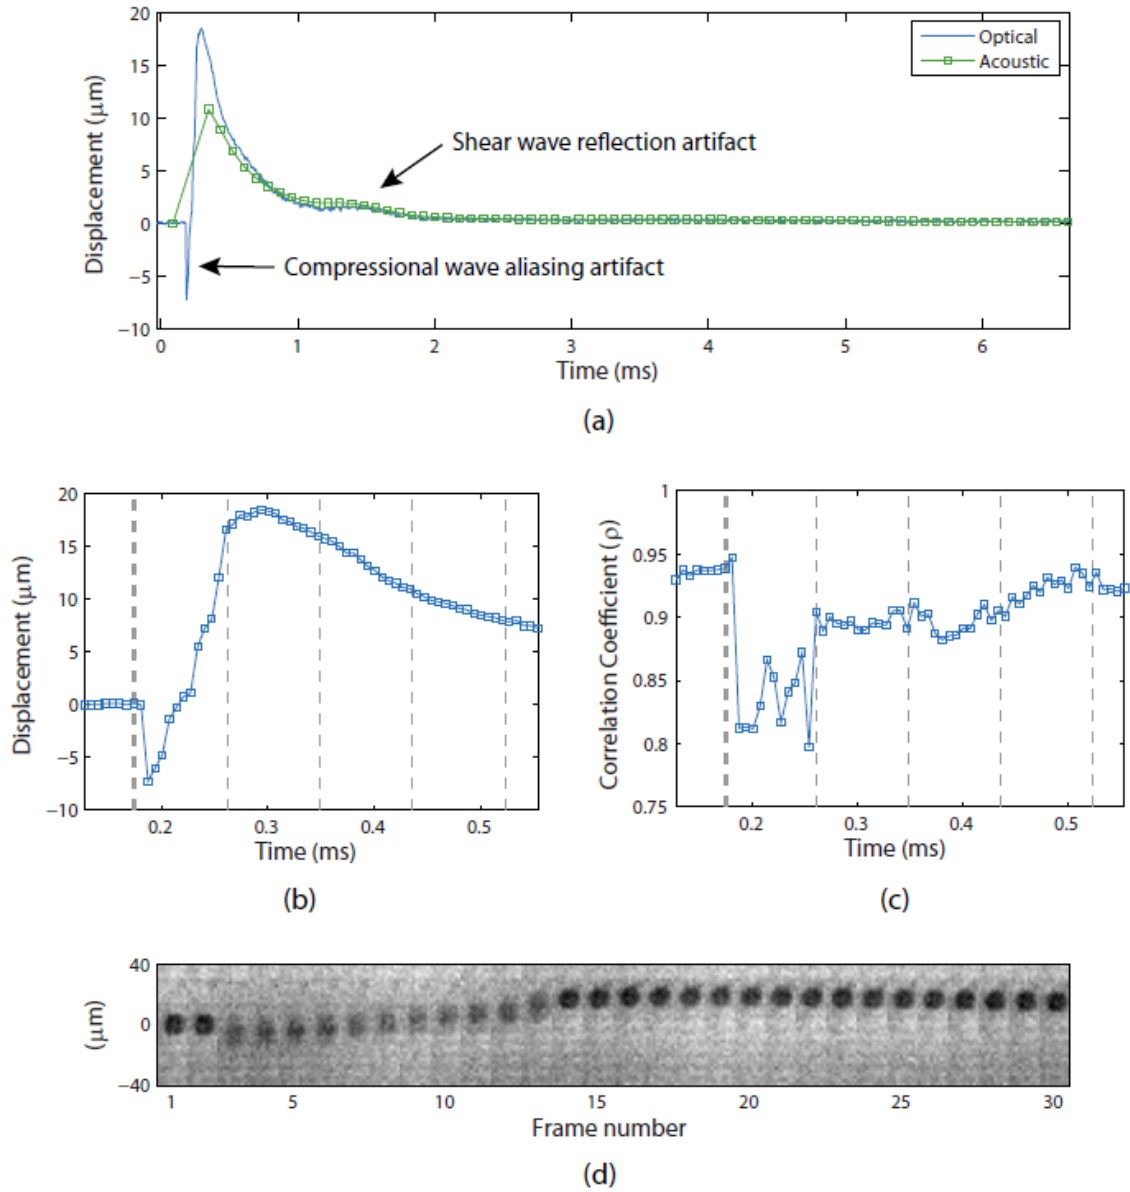 20
15
10
5
0
−5
−10
Displacement (μm)
Optical
Acoustic
Shear wave reflection artifact
Compressional wave aliasing artifact
0 1 2 3 4 5 6
Time (ms)
(a)
20
15
10
5
0
−5
−10
Displacement (μm)
0.2 0.3 0.4 0.5
Time (ms)
(b)
1
0.95
0.9
0.85
0.8
0.75
Correlation Coefficient (ρ)
0.2 0.3 0.4 0.5
Time (ms)
(c)
40
0
−40
(μm)
1 5 10 15 20 25 30
Frame number
(d)